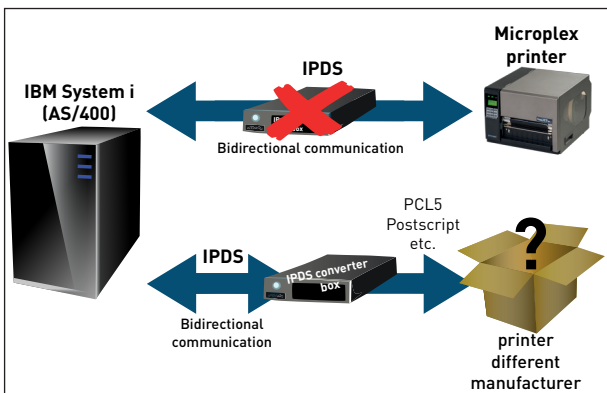 IBM System i
(AS/400)
IPDS
Bidirectional communication
Microplex
printer
IPDS
IPDS converter
box
Bidirectional
communication
PCL5
Postscript
etc.
?
printer
different
manufacturer